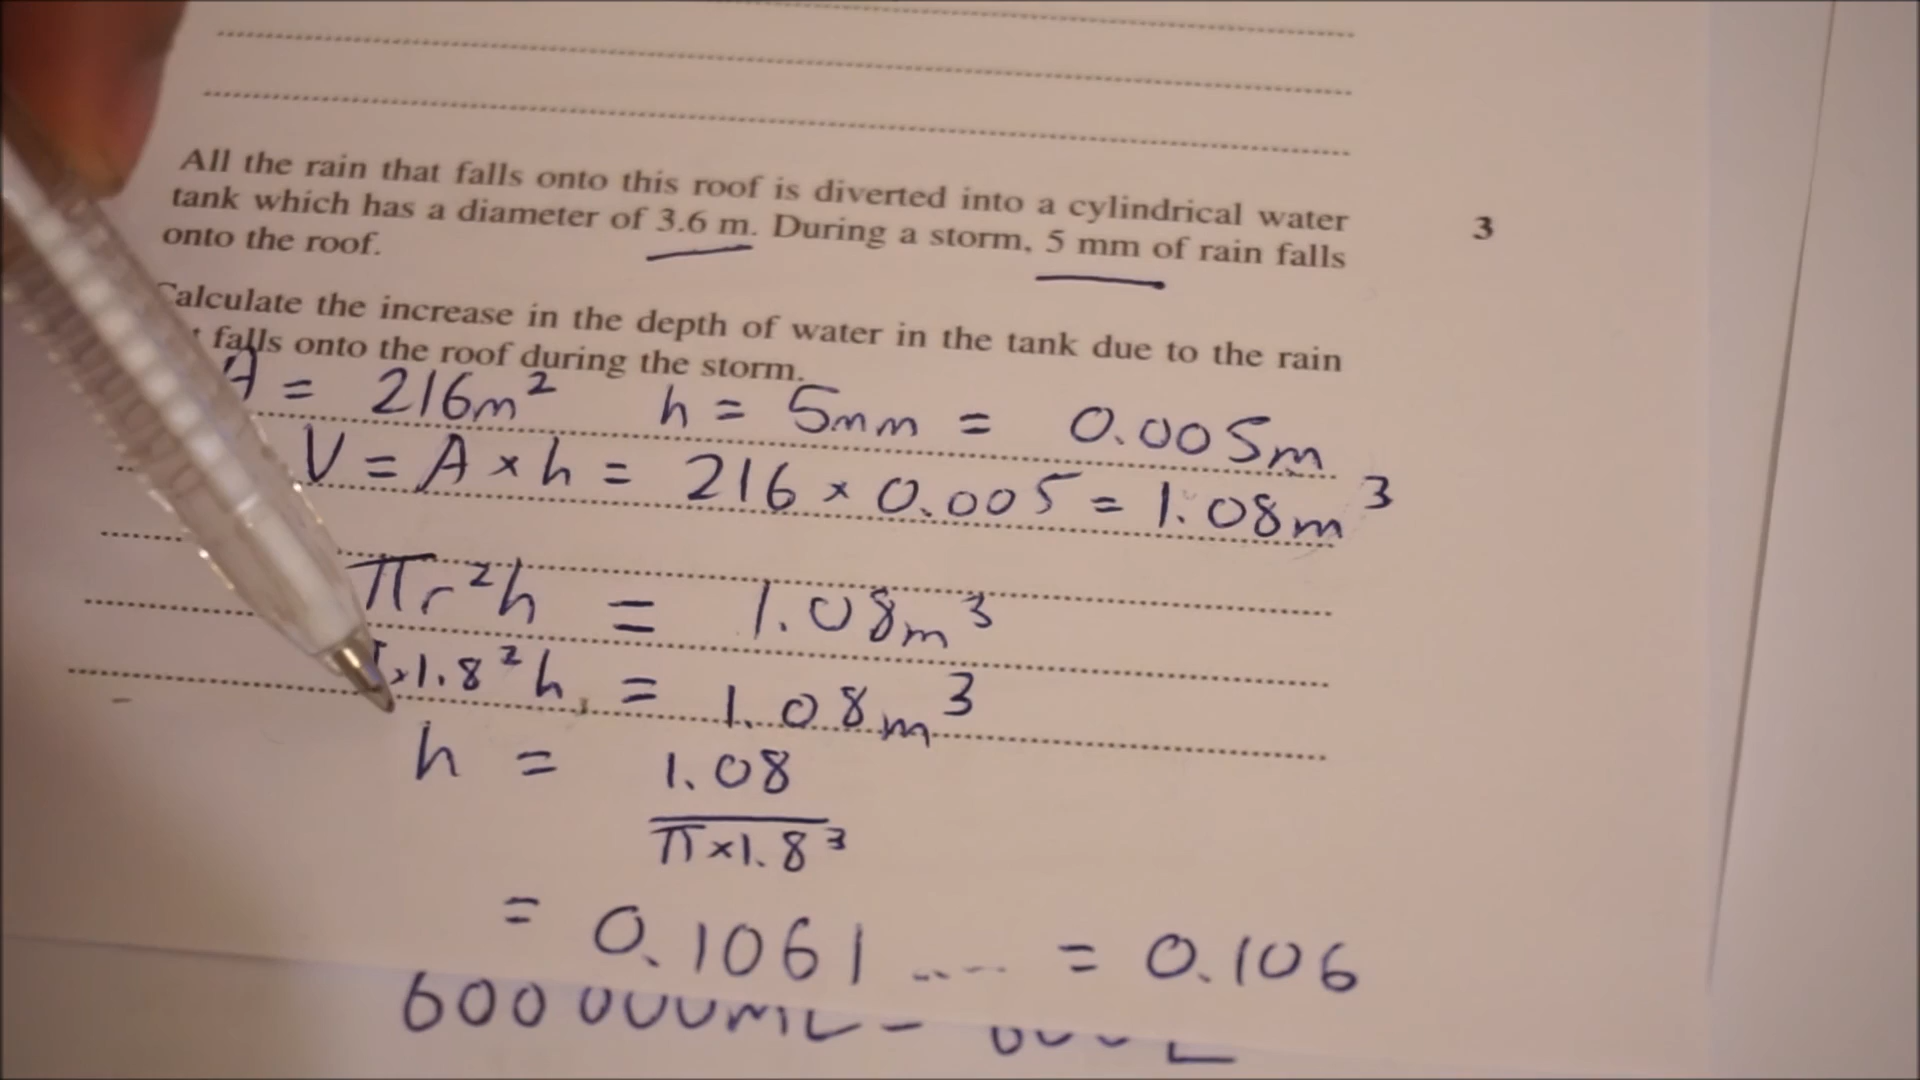 All the rain that falls onto this roof is diverted into a cylindrical water
tank which has a diameter of 3.6 m. During a storm, 5 mm of rain falls
onto the roof.
3
Calculate the increase in the depth of water in the tank due to the rain
falls onto the roof during the storm.
A = 216m² h = 5mm = 0.005m
V = A × h = 216 × 0.005 = 1.08m³
πr²h = 1.08m³
×1.8²h = 1.08m³
h = 1.08
π×1.8³
= 0.1061 .... = 0.106
600 000mL =